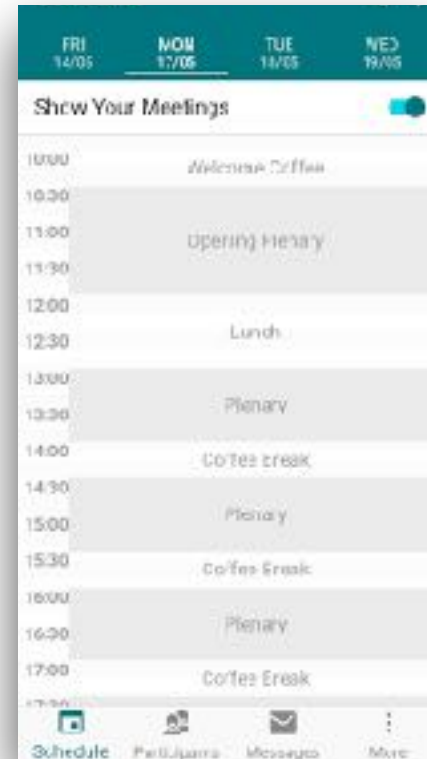 FRI MON TUE WED
14/05 17/05 18/05 19/05
Show Your Meetings
10:00
Welcome Coffee
10:30
11:00
Opening Plenary
11:30
12:00
Lunch
12:30
13:00
Plenary
13:30
14:00
Coffee Break
14:30
Plenary
15:00
15:30
Coffee Break
16:00
Plenary
16:30
17:00
Coffee Break
17:30
Schedule Participants Messages More